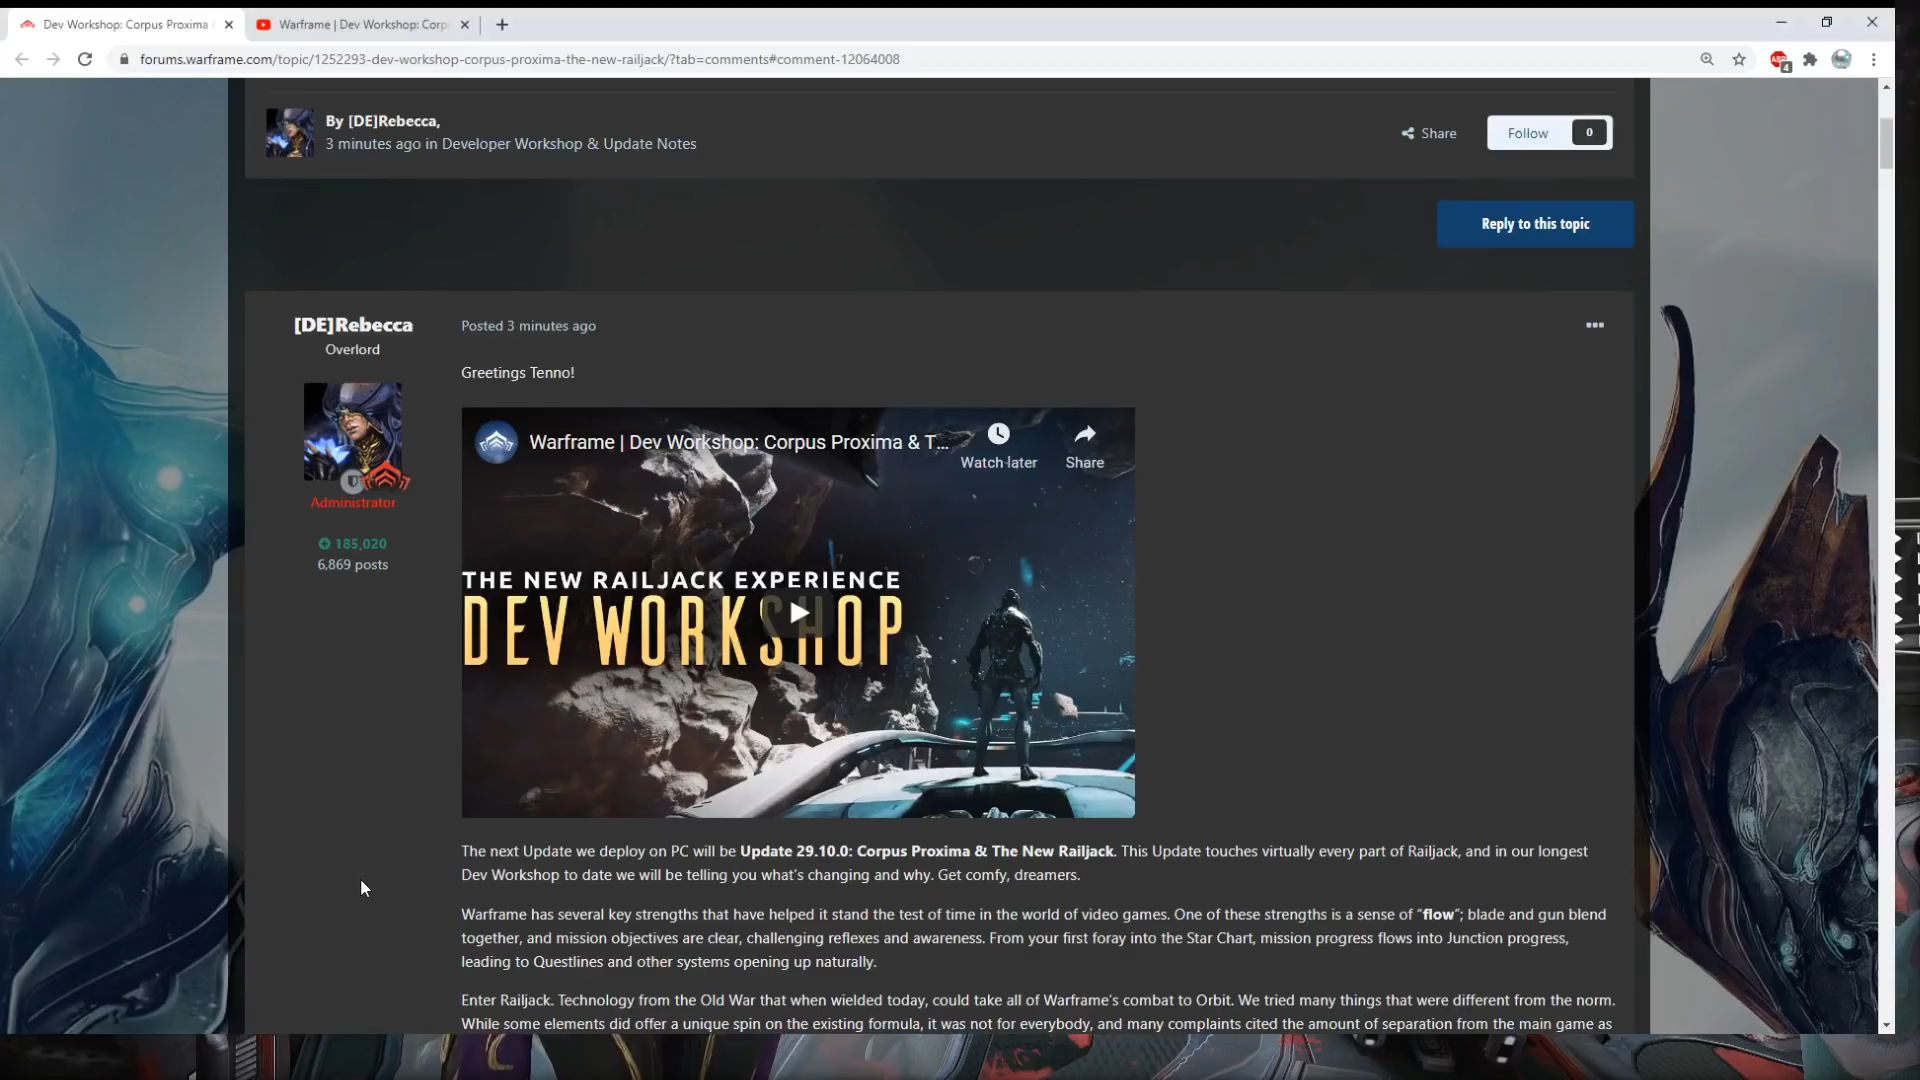 Dev Workshop: Corpus Proxima
Warframe | Dev Workshop: Corp
forums.warframe.com/topic/1252293-dev-workshop-corpus-proxima-the-new-railjack/?tab=comments#comment-12064008
ABP
4
By [DE]Rebecca,
3 minutes ago in Developer Workshop & Update Notes
Share
Follow 0
Reply to this topic
[DE]Rebecca
Overlord
Administrator
185,020
6,869 posts
Posted 3 minutes ago
Greetings Tenno!
Warframe | Dev Workshop: Corpus Proxima & T...
Watch later
Share
THE NEW RAILJACK EXPERIENCE
DEV WORKSHOP
The next Update we deploy on PC will be Update 29.10.0: Corpus Proxima & The New Railjack. This Update touches virtually every part of Railjack, and in our longest
Dev Workshop to date we will be telling you what's changing and why. Get comfy, dreamers.
Warframe has several key strengths that have helped it stand the test of time in the world of video games. One of these strengths is a sense of “flow”; blade and gun blend
together, and mission objectives are clear, challenging reflexes and awareness. From your first foray into the Star Chart, mission progress flows into Junction progress,
leading to Questlines and other systems opening up naturally.
Enter Railjack. Technology from the Old War that when wielded today, could take all of Warframe's combat to Orbit. We tried many things that were different from the norm.
While some elements did offer a unique spin on the existing formula, it was not for everybody, and many complaints cited the amount of separation from the main game as